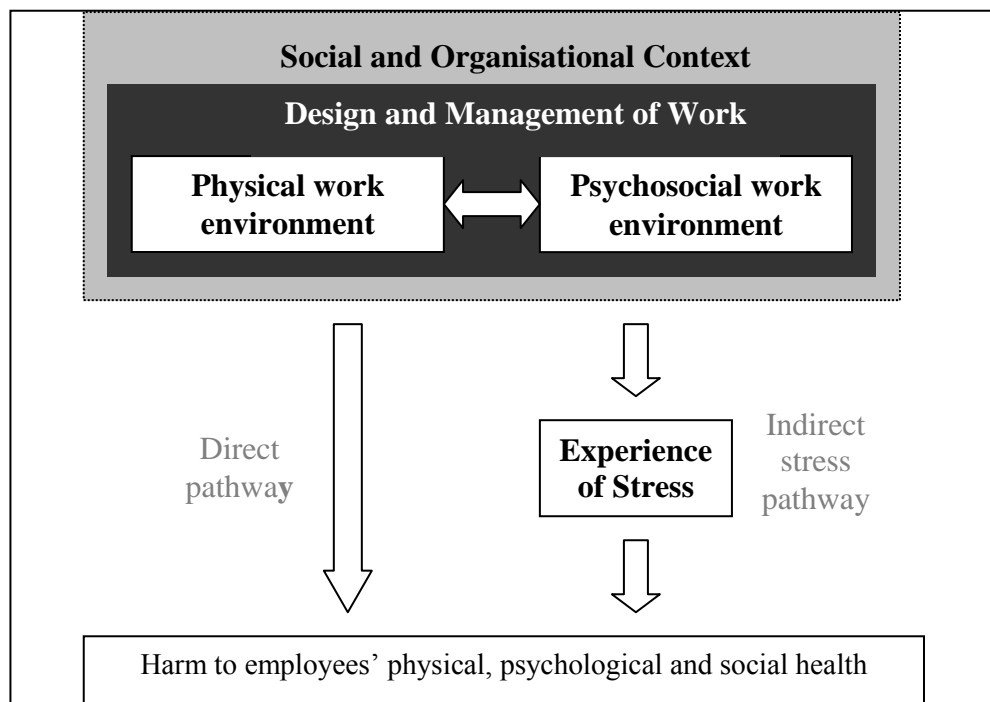 Social and Organisational Context
Design and Management of Work
Physical work
environment
Psychosocial work
environment
Direct
pathway
Experience
of Stress
Indirect
stress
pathway
Harm to employees’ physical, psychological and social health